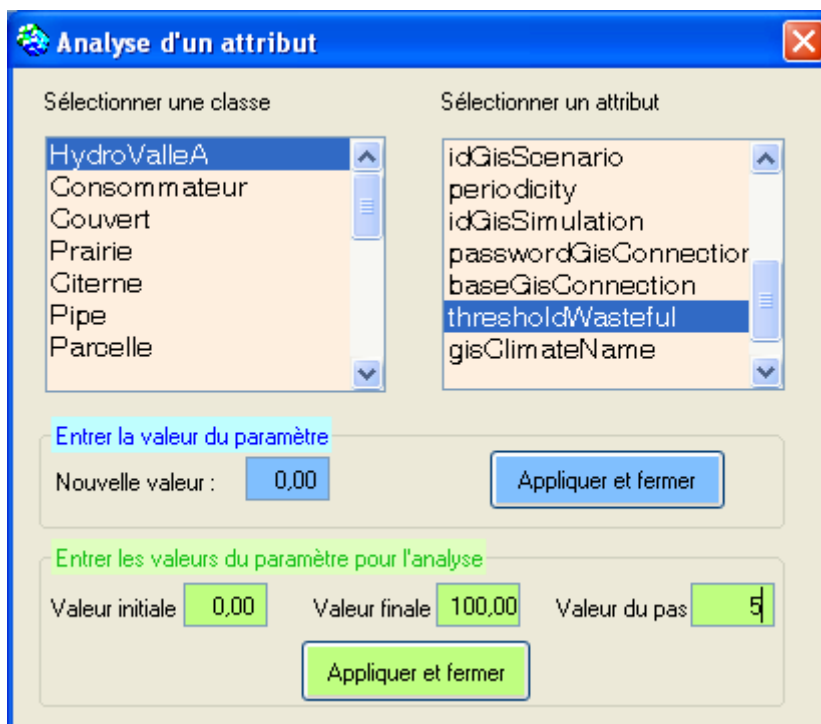 Analyse d'un attribut
Sélectionner une classe
HydroValleA
Consommateur
Couvert
Prairie
Citerne
Pipe
Parcelle
Sélectionner un attribut
idGisScenario
periodicity
idGisSimulation
passwordGisConnection
baseGisConnection
thresholdWasteful
gisClimateName
Entrer la valeur du paramètre
Nouvelle valeur : 0,00 Appliquer et fermer
Entrer les valeurs du paramètre pour l'analyse
Valeur initiale 0,00 Valeur finale 100,00 Valeur du pas 5
Appliquer et fermer